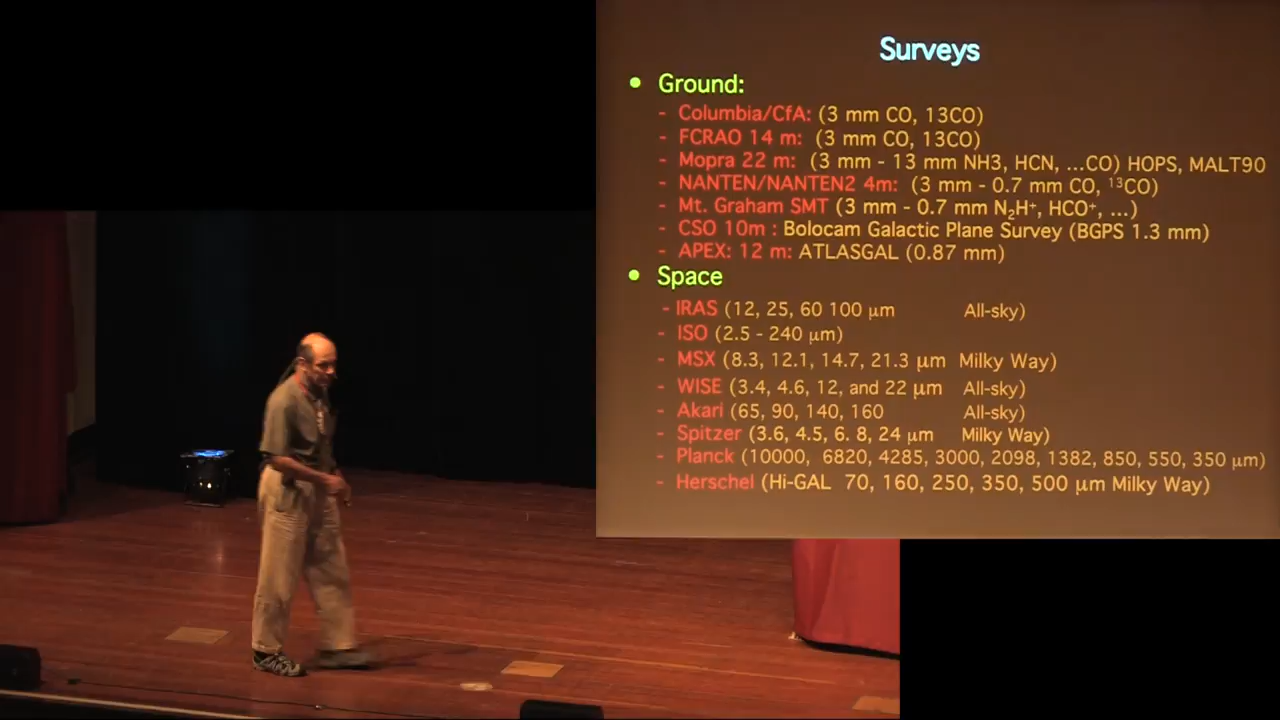 Surveys
• Ground:
- Columbia/CfA: (3 mm CO, 13CO)
- FCRAO 14 m: (3 mm CO, 13CO)
- Mopra 22 m: (3 mm - 13 mm NH3, HCN, ...CO) HOPS, MALT90
- NANTEN/NANTEN2 4m: (3 mm - 0.7 mm CO, ¹³CO)
- Mt. Graham SMT (3 mm - 0.7 mm N₂H⁺, HCO⁺, ...)
- CSO 10m : Bolocam Galactic Plane Survey (BGPS 1.3 mm)
- APEX: 12 m: ATLASGAL (0.87 mm)
• Space
- IRAS (12, 25, 60 100 μm All-sky)
- ISO (2.5 - 240 μm)
- MSX (8.3, 12.1, 14.7, 21.3 μm Milky Way)
- WISE (3.4, 4.6, 12, and 22 μm All-sky)
- Akari (65, 90, 140, 160 All-sky)
- Spitzer (3.6, 4.5, 6. 8, 24 μm Milky Way)
- Planck (10000, 6820, 4285, 3000, 2098, 1382, 850, 550, 350 μm)
- Herschel (Hi-GAL 70, 160, 250, 350, 500 μm Milky Way)